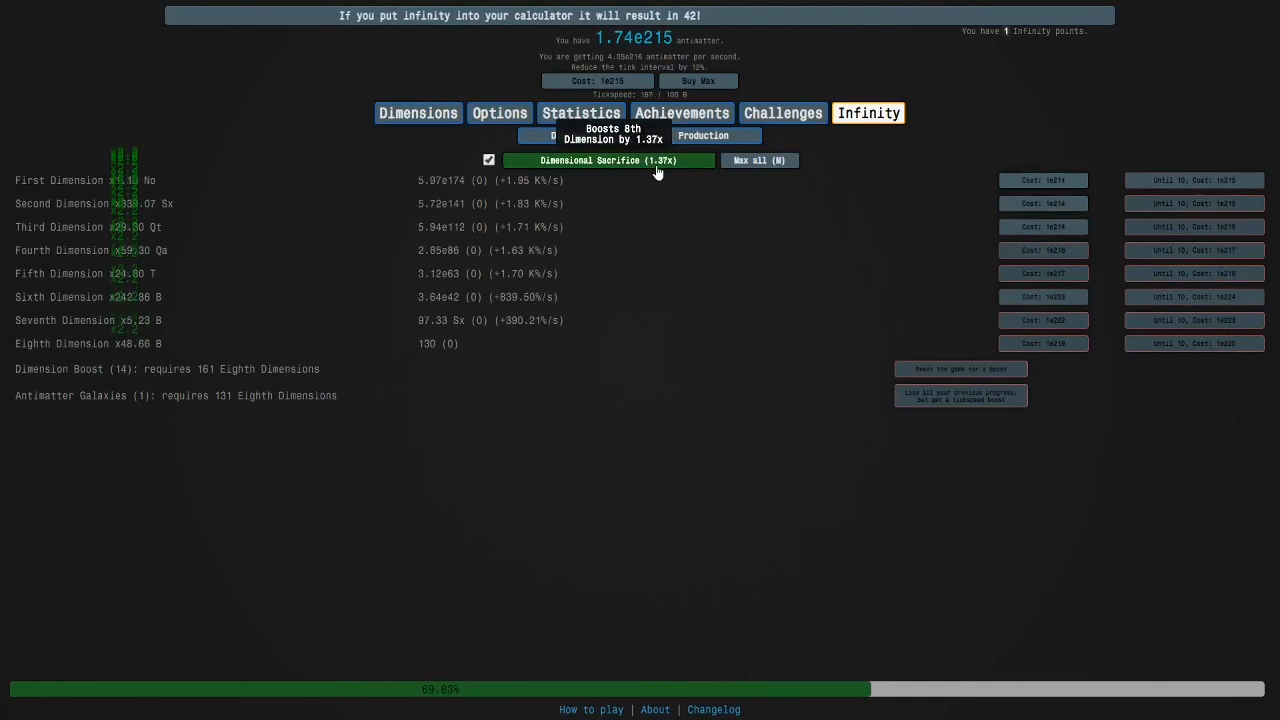 If you put infinity into your calculator it will result in 42!
You have 1.74e215 antimatter.
You have 1 Infinity points.
You are getting 4.05e216 antimatter per second.
Reduce the tick interval by 12%.
Cost: 1e215 Buy Max
Tickspeed: 197 / 100 B
Dimensions Options Statistics Achievements Challenges Infinity
D Production
Boosts 8th
Dimension by 1.37x
Dimensional Sacrifice (1.37x) Max all (M)
First Dimension No 5.97e174 (0) (+1.95 K%/s) Cost: 1e214 Until 10, Cost: 1e215
Second Dimension Sx 5.72e141 (0) (+1.83 K%/s) Cost: 1e214 Until 10, Cost: 1e215
Third Dimension Qt 5.94e112 (0) (+1.71 K%/s) Cost: 1e214 Until 10, Cost: 1e215
Fourth Dimension x59.30 Qa 2.85e86 (0) (+1.63 K%/s) Cost: 1e216 Until 10, Cost: 1e217
Fifth Dimension T 3.12e63 (0) (+1.70 K%/s) Cost: 1e217 Until 10, Cost: 1e218
Sixth Dimension x242.86 B 3.64e42 (0) (+839.50%/s) Cost: 1e223 Until 10, Cost: 1e224
Seventh Dimension x5.23 B 97.33 Sx (0) (+390.21%/s) Cost: 1e222 Until 10, Cost: 1e223
Eighth Dimension x48.66 B 130 (0) Cost: 1e219 Until 10, Cost: 1e220
Dimension Boost (14): requires 161 Eighth Dimensions Reset the game for a boost
Antimatter Galaxies (1): requires 131 Eighth Dimensions Lose all your previous progress,
but get a tickspeed boost
69.83%
How to play | About | Changelog